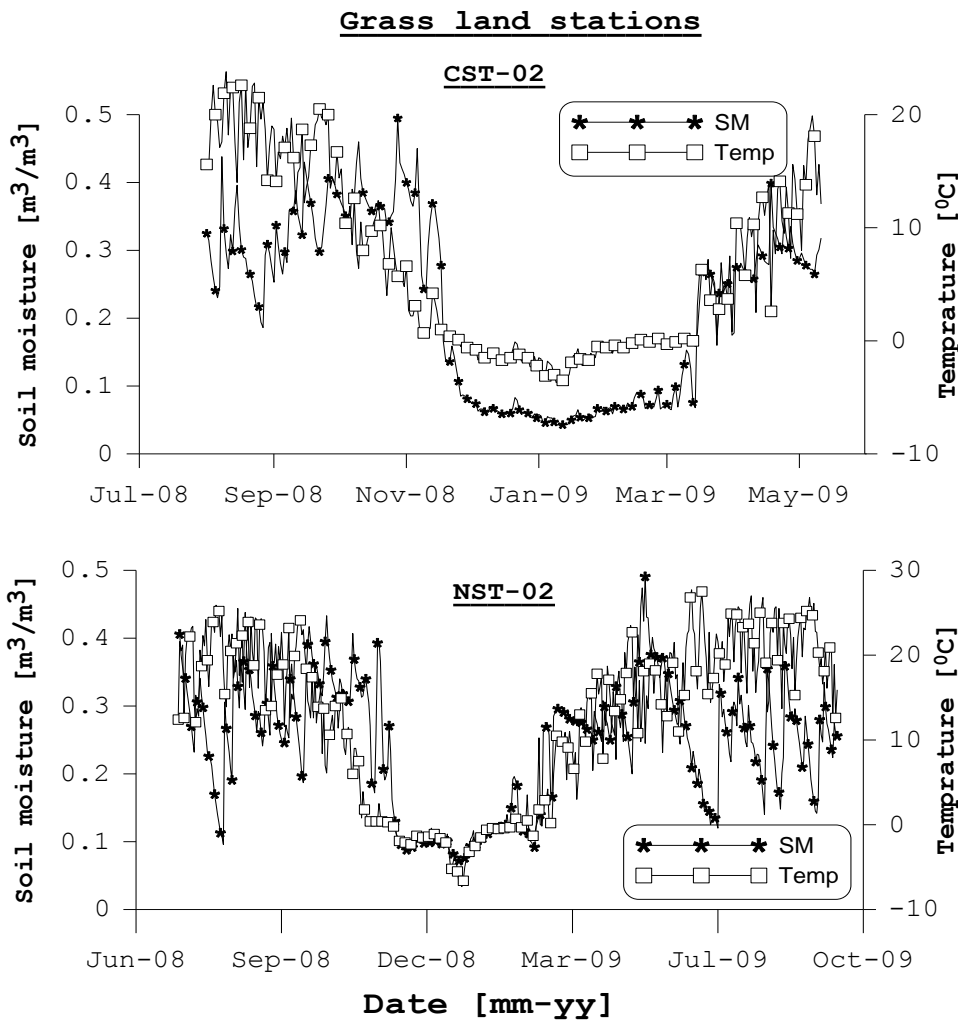 Grass land stations
CST-02
Soil moisture [m³/m³]
0.5
0.4
0.3
0.2
0.1
0
SM
Temp
20
10
0
-10
Temprature [⁰C]
Jul-08 Sep-08 Nov-08 Jan-09 Mar-09 May-09
NST-02
Soil moisture [m³/m³]
0.5
0.4
0.3
0.2
0.1
0
30
20
10
0
-10
Temprature [⁰C]
SM
Temp
Jun-08 Sep-08 Dec-08 Mar-09 Jul-09 Oct-09
Date [mm-yy]